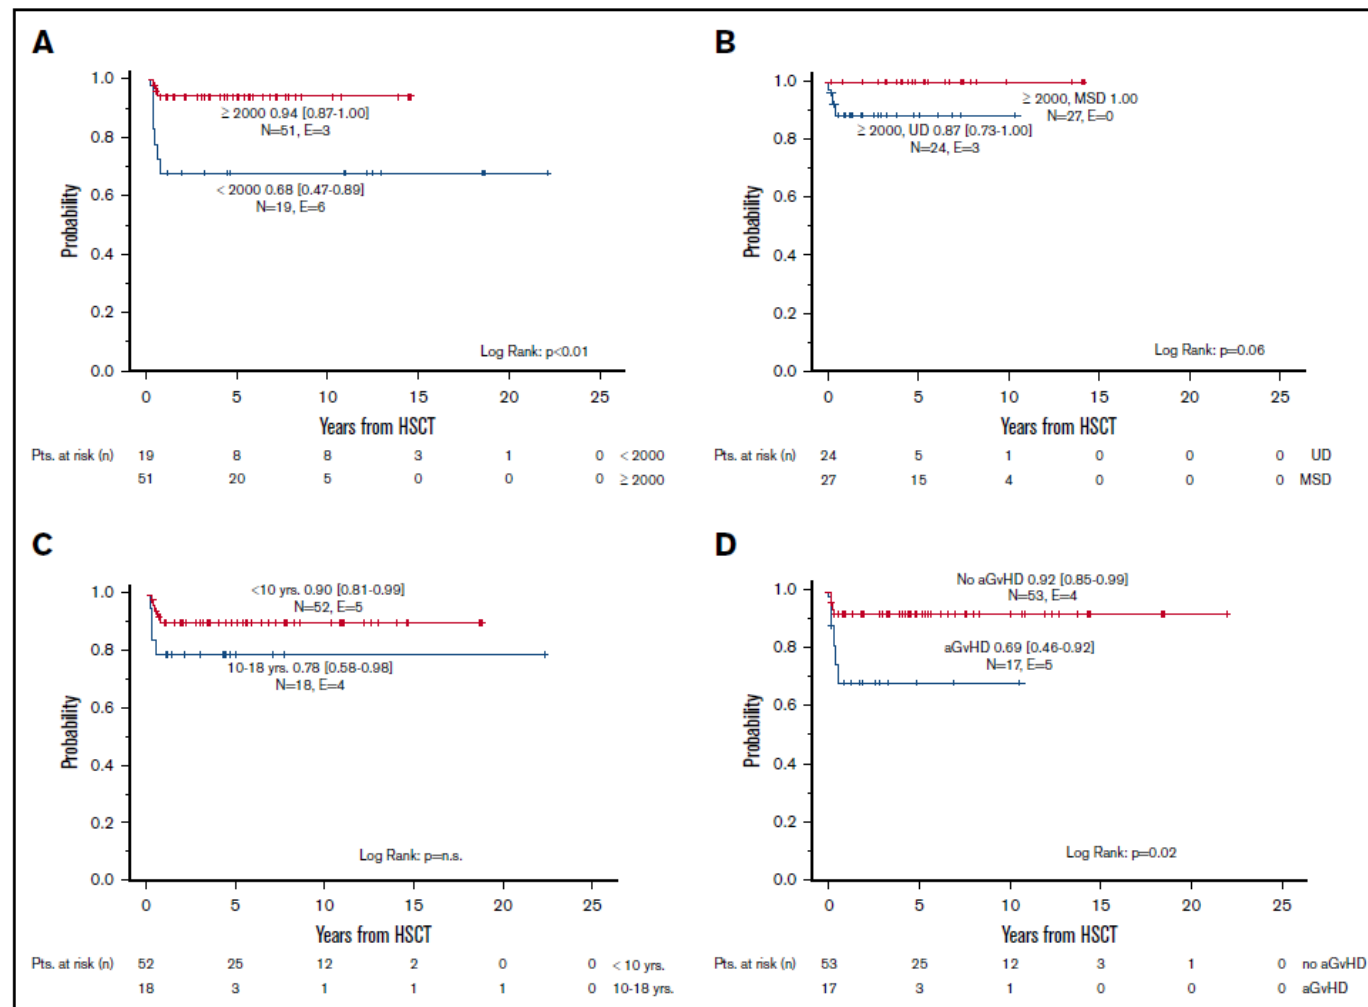 A
1.0
0.8
0.6
0.4
0.2
0.0
Probability
≥ 2000 0.94 [0.87-1.00]
N=51, E=3
< 2000 0.68 [0.47-0.89]
N=19, E=6
Log Rank: p<0.01
0 5 10 15 20 25
Years from HSCT
Pts. at risk (n) 19 8 8 3 1 0 < 2000
51 20 5 0 0 0 ≥ 2000
B
1.0
0.8
0.6
0.4
0.2
0.0
Probability
≥ 2000, MSD 1.00
N=27, E=0
≥ 2000, UD 0.87 [0.73-1.00]
N=24, E=3
Log Rank: p=0.06
0 5 10 15 20 25
Years from HSCT
Pts. at risk (n) 24 5 1 0 0 0 UD
27 15 4 0 0 0 MSD
C
1.0
0.8
0.6
0.4
0.2
0.0
Probability
<10 yrs. 0.90 [0.81-0.99]
N=52, E=5
10-18 yrs. 0.78 [0.58-0.98]
N=18, E=4
Log Rank: p=n.s.
0 5 10 15 20 25
Years from HSCT
Pts. at risk (n) 52 25 12 2 0 0 < 10 yrs.
18 3 1 1 1 0 10-18 yrs.
D
1.0
0.8
0.6
0.4
0.2
0.0
Probability
No aGvHD 0.92 [0.85-0.99]
N=53, E=4
aGvHD 0.69 [0.46-0.92]
N=17, E=5
Log Rank: p=0.02
0 5 10 15 20 25
Years from HSCT
Pts. at risk (n) 53 25 12 3 1 0 no aGvHD
17 3 1 0 0 0 aGvHD